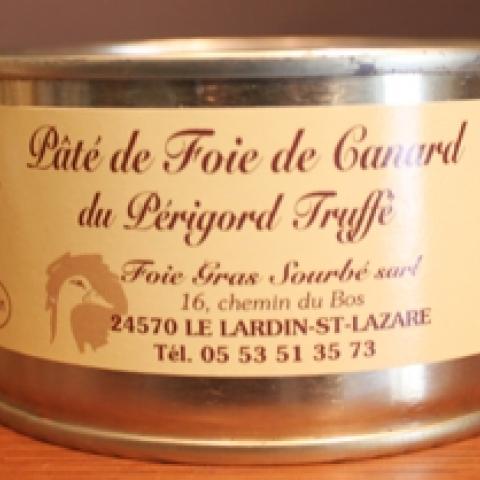 Pâté de Foie de Canard
du Périgord Truffé
Foie Gras Sourbé sarl
16, chemin du Bos
24570 LE LARDIN-ST-LAZARE
Tél. 05 53 51 35 73